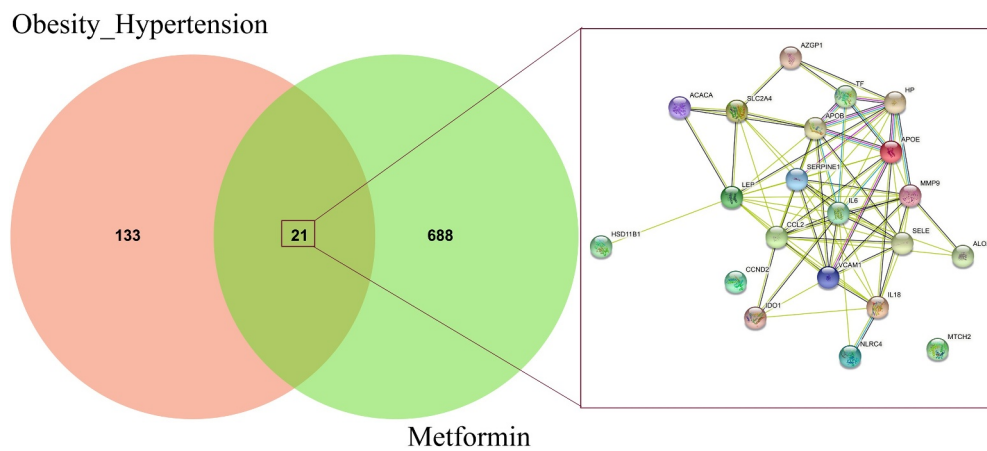 Obesity_Hypertension
133
21
688
Metformin
AZGP1
TF
HP
ACACA
SLC2A4
APOB
APOE
SERPINE1
LEP
MMP9
IL6
HSD11B1
CCL2
SELE
ALO
CCND2
VCAM1
IDO1
IL18
NLRC4
MTCH2